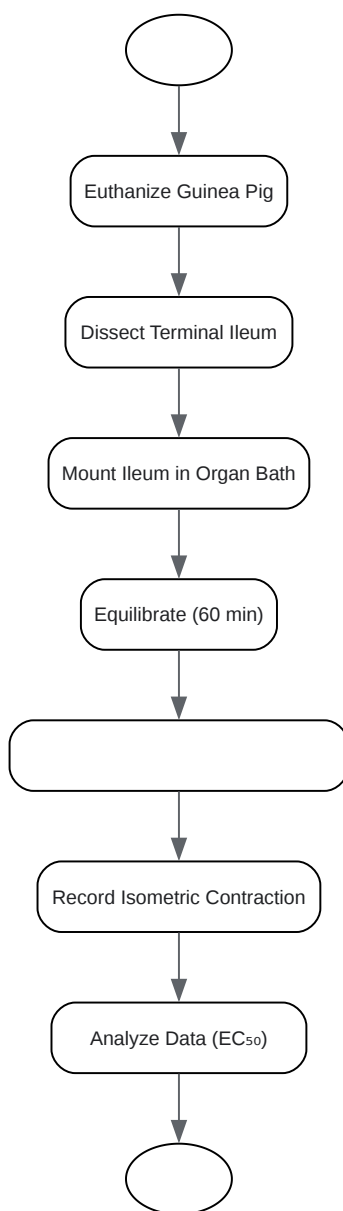 Euthanize Guinea Pig
Dissect Terminal Ileum
Mount Ileum in Organ Bath
Equilibrate (60 min)
Record Isometric Contraction
Analyze Data (EC₅₀)